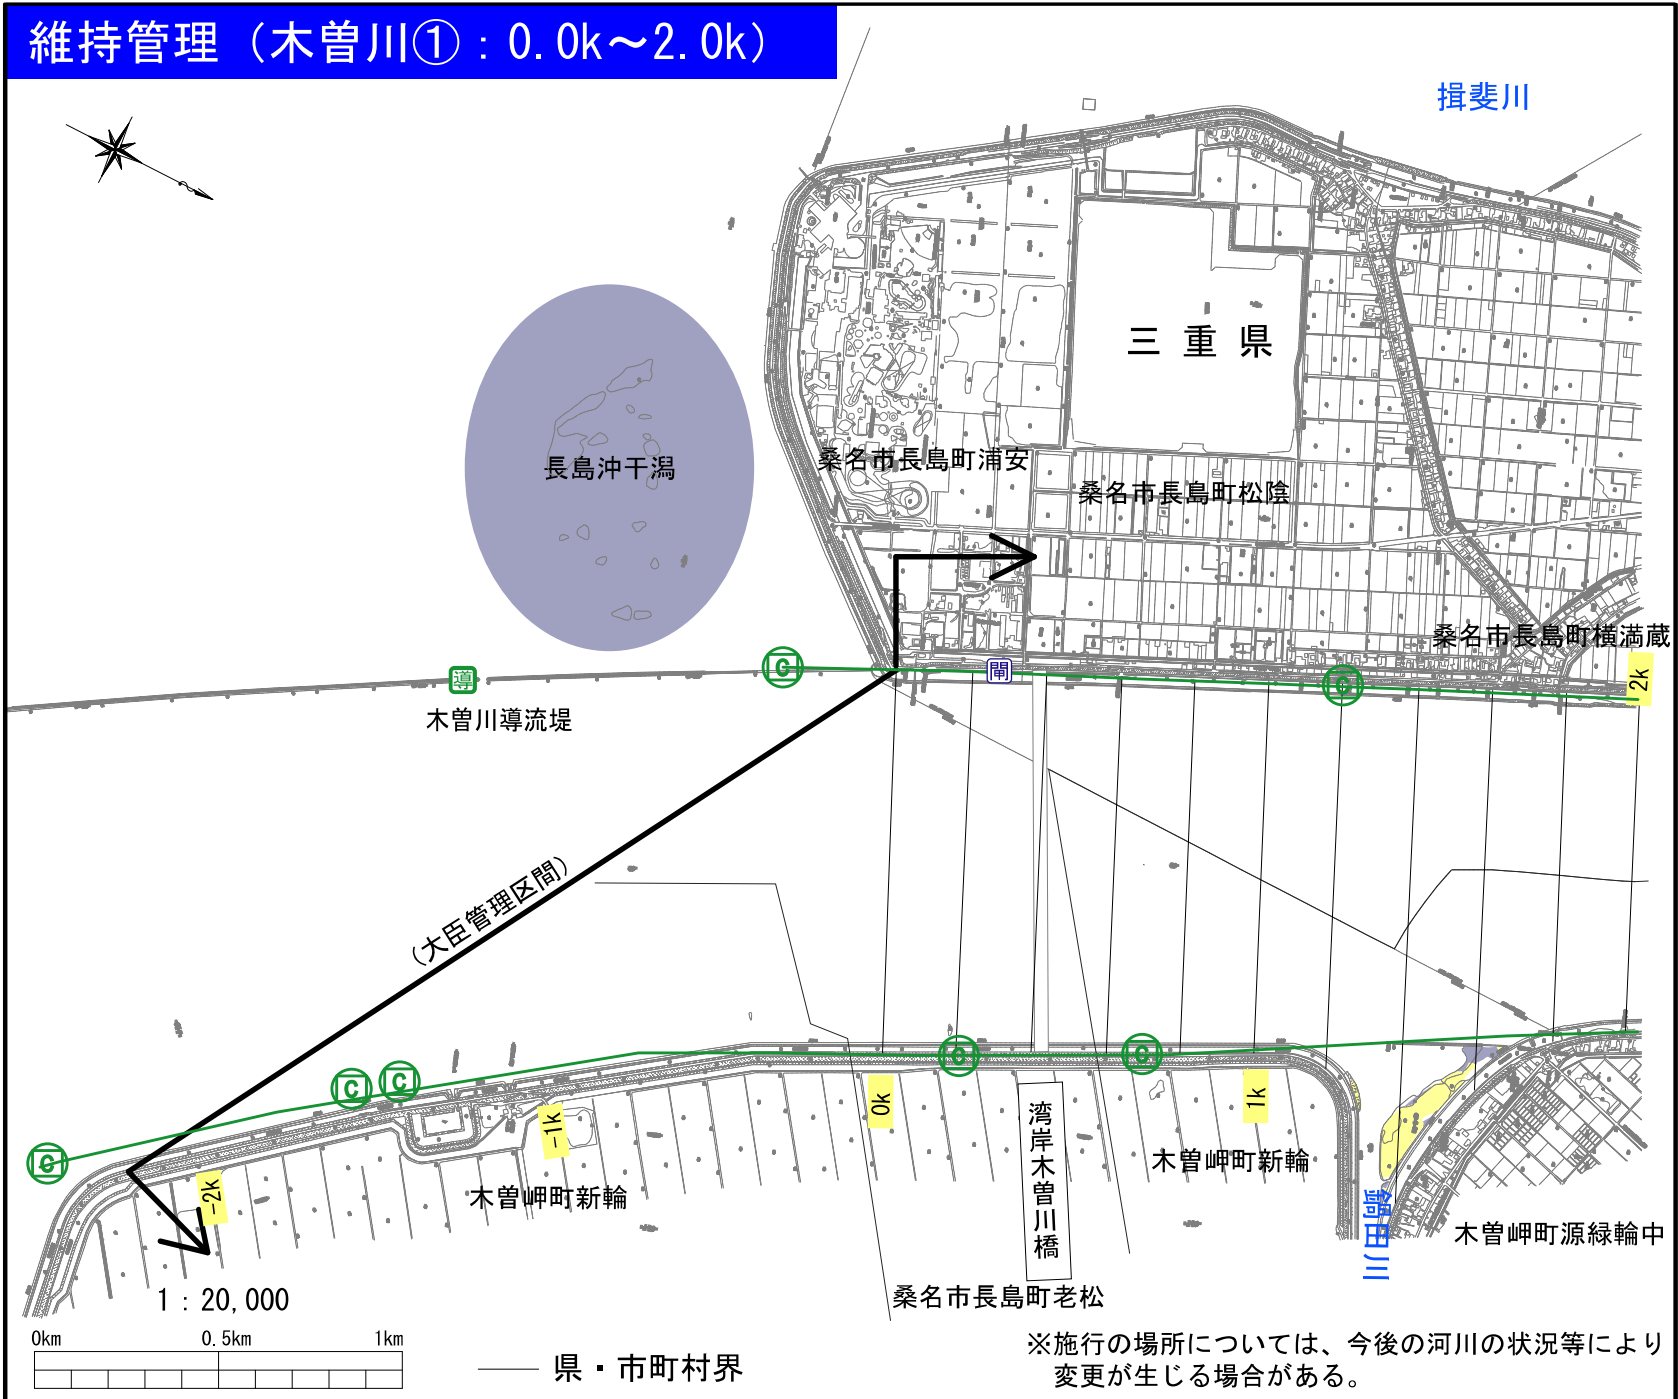 維持管理（木曽川①：0.0k～2.0k）
揖斐川
三重県
長島沖干潟
桑名市長島町浦安
桑名市長島町松陰
桑名市長島町横満蔵
導
C
閘
C
2k
木曽川導流堤
（大臣管理区間）
C
C
C
C
C
-2k
-1k
0k
1k
湾岸木曽川橋
木曽岬町新輪
木曽岬町新輪
鍋田川
木曽岬町源緑輪中
桑名市長島町老松
1：20,000
0km 0.5km 1km
県・市町村界
※施行の場所については、今後の河川の状況等により
変更が生じる場合がある。